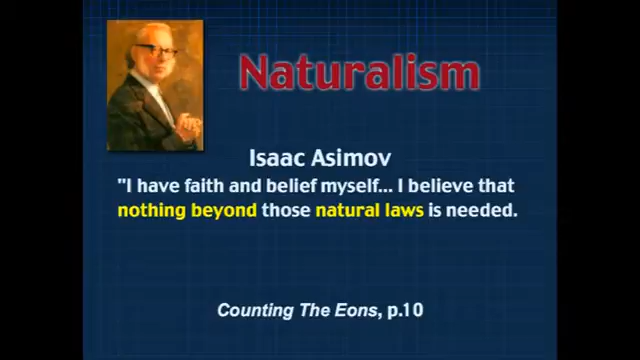 Naturalism
Isaac Asimov
"I have faith and belief myself... I believe that
nothing beyond those natural laws is needed.
Counting The Eons, p.10